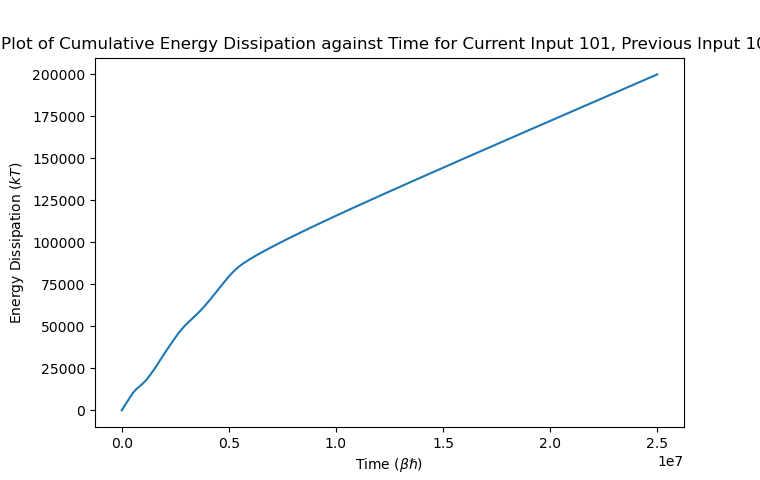 Plot of Cumulative Energy Dissipation against Time for Current Input 101, Previous Input 10
200000
175000
150000
125000
100000
75000
50000
25000
0
Energy Dissipation (kT)
0.0 0.5 1.0 1.5 2.0 2.5
1e7
Time (βℏ)